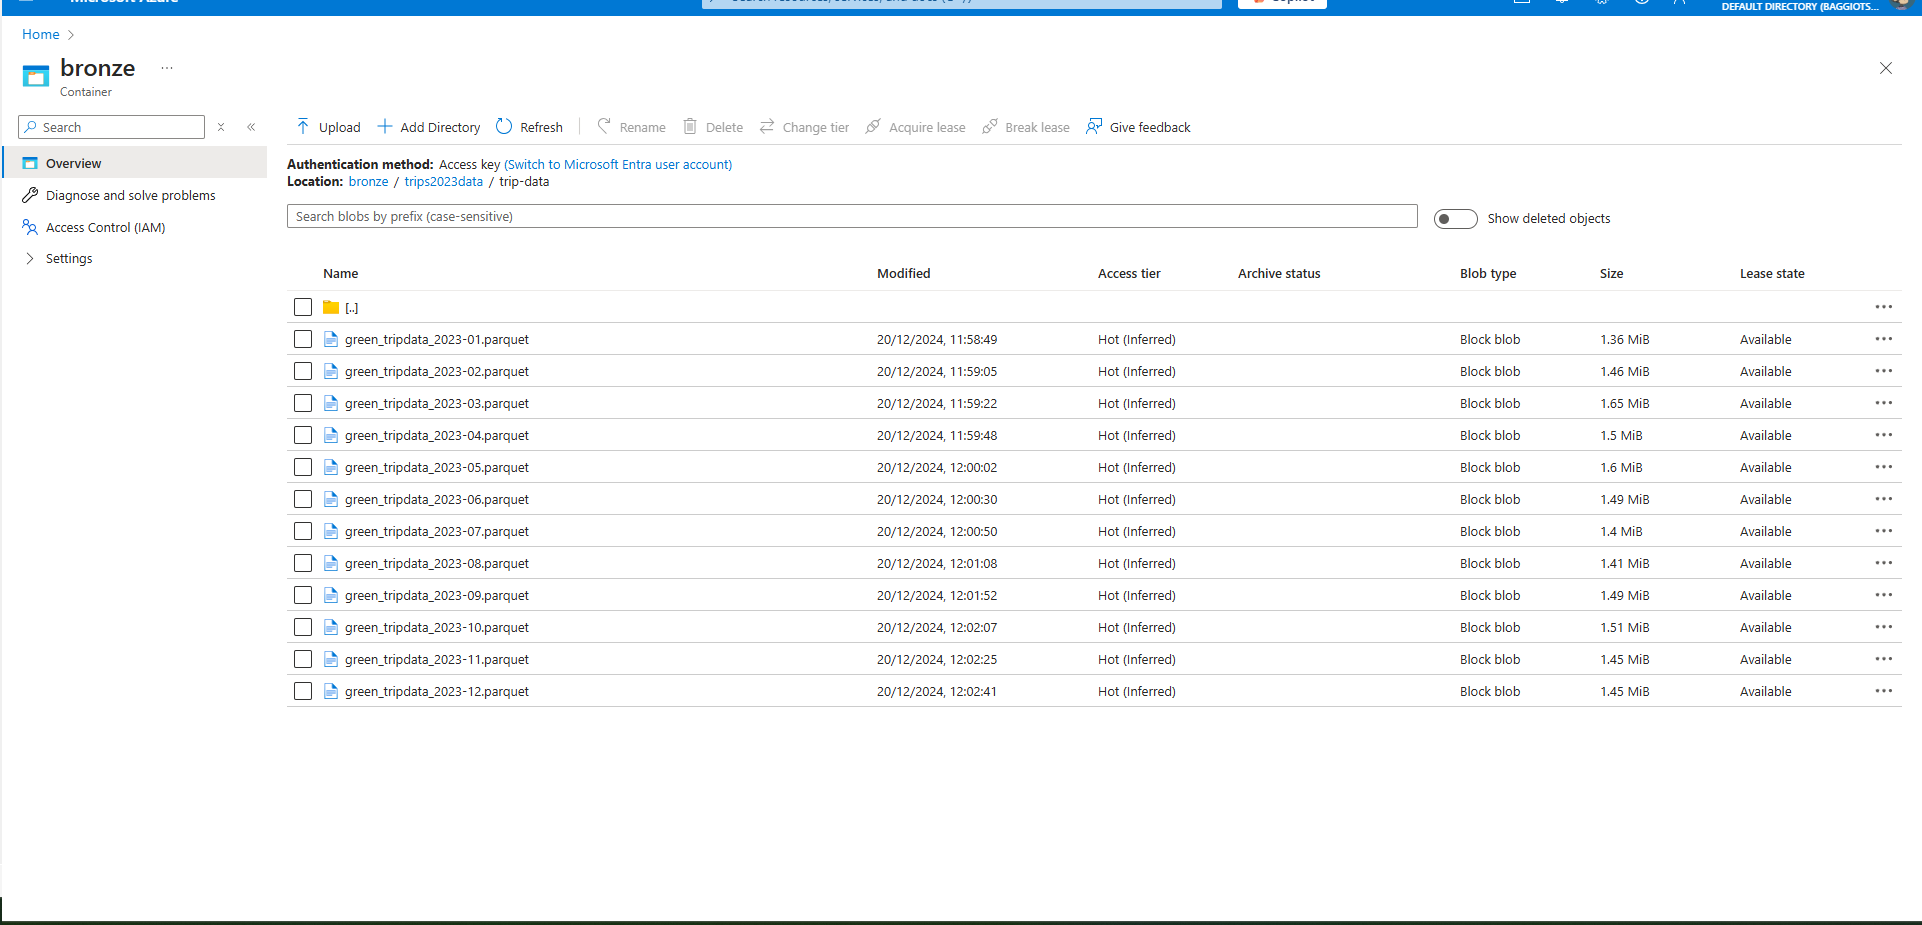 Microsoft Azure
Copilot
DEFAULT DIRECTORY (BAGGIOTS...
Home
bronze ...
Container
Search
Upload Add Directory Refresh Rename Delete Change tier Acquire lease Break lease Give feedback
Overview
Diagnose and solve problems
Access Control (IAM)
Settings
Authentication method: Access key (Switch to Microsoft Entra user account)
Location: bronze / trips2023data / trip-data
Search blobs by prefix (case-sensitive)
Show deleted objects
Name Modified Access tier Archive status Blob type Size Lease state
[..]
green_tripdata_2023-01.parquet 20/12/2024, 11:58:49 Hot (Inferred) Block blob 1.36 MiB Available
green_tripdata_2023-02.parquet 20/12/2024, 11:59:05 Hot (Inferred) Block blob 1.46 MiB Available
green_tripdata_2023-03.parquet 20/12/2024, 11:59:22 Hot (Inferred) Block blob 1.65 MiB Available
green_tripdata_2023-04.parquet 20/12/2024, 11:59:48 Hot (Inferred) Block blob 1.5 MiB Available
green_tripdata_2023-05.parquet 20/12/2024, 12:00:02 Hot (Inferred) Block blob 1.6 MiB Available
green_tripdata_2023-06.parquet 20/12/2024, 12:00:30 Hot (Inferred) Block blob 1.49 MiB Available
green_tripdata_2023-07.parquet 20/12/2024, 12:00:50 Hot (Inferred) Block blob 1.4 MiB Available
green_tripdata_2023-08.parquet 20/12/2024, 12:01:08 Hot (Inferred) Block blob 1.41 MiB Available
green_tripdata_2023-09.parquet 20/12/2024, 12:01:52 Hot (Inferred) Block blob 1.49 MiB Available
green_tripdata_2023-10.parquet 20/12/2024, 12:02:07 Hot (Inferred) Block blob 1.51 MiB Available
green_tripdata_2023-11.parquet 20/12/2024, 12:02:25 Hot (Inferred) Block blob 1.45 MiB Available
green_tripdata_2023-12.parquet 20/12/2024, 12:02:41 Hot (Inferred) Block blob 1.45 MiB Available